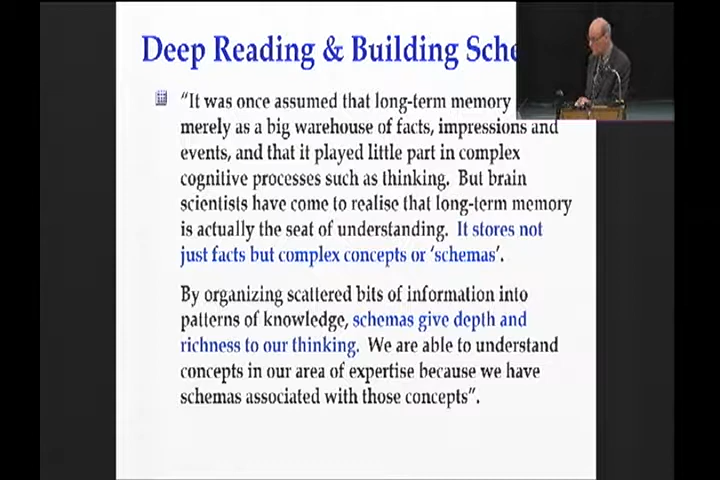 Deep Reading & Building Sche
"It was once assumed that long-term memory
merely as a big warehouse of facts, impressions and
events, and that it played little part in complex
cognitive processes such as thinking. But brain
scientists have come to realise that long-term memory
is actually the seat of understanding. It stores not
just facts but complex concepts or 'schemas'.
By organizing scattered bits of information into
patterns of knowledge, schemas give depth and
richness to our thinking. We are able to understand
concepts in our area of expertise because we have
schemas associated with those concepts".